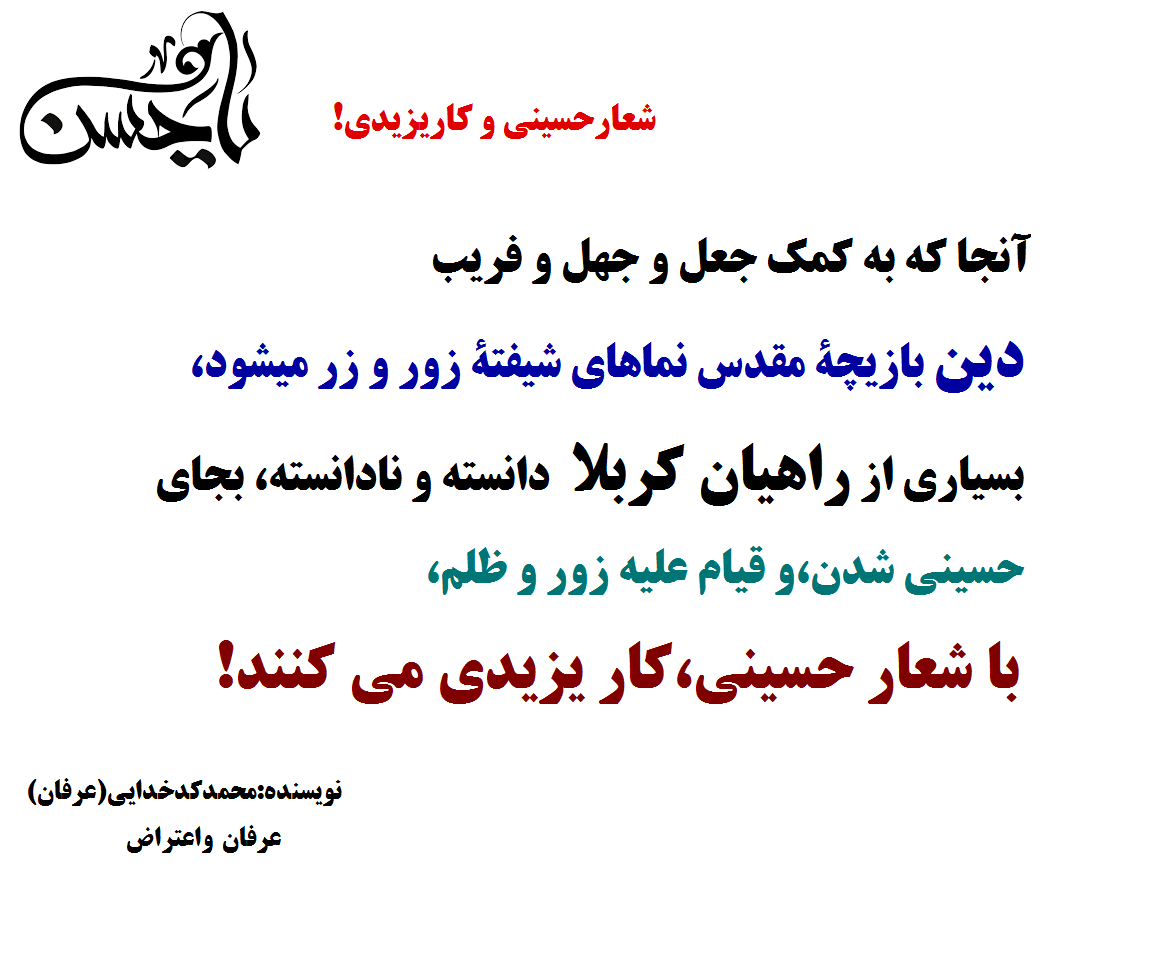 یا حسین
شعارحسینی و کاریزیدی!
آنجا که به کمک جعل و جهل و فریب
دین بازیچهٔ مقدس نماهای شیفتهٔ زور و زر میشود،
بسیاری از راهیان کربلا دانسته و نادانسته، بجای
حسینی شدن،و قیام علیه زور و ظلم،
با شعار حسینی،کار یزیدی می کنند!
نویسنده:محمدکدخدایی(عرفان)
عرفان واعتراض